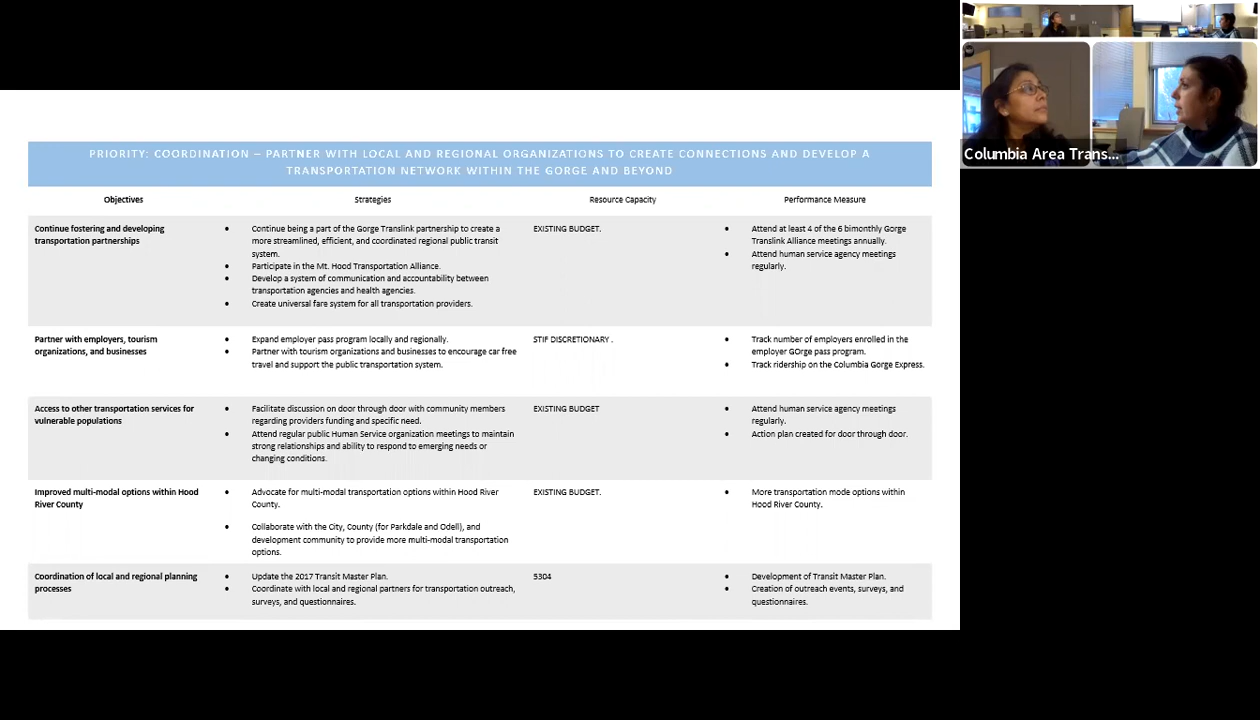 PRIORITY: COORDINATION – PARTNER WITH LOCAL AND REGIONAL ORGANIZATIONS TO CREATE CONNECTIONS AND DEVELOP A
TRANSPORTATION NETWORK WITHIN THE GORGE AND BEYOND
Objectives
Strategies
Resource Capacity
Performance Measure
Continue fostering and developing
transportation partnerships
• Continue being a part of the Gorge Translink partnership to create a
more streamlined, efficient, and coordinated regional public transit
system.
• Participate in the Mt. Hood Transportation Alliance.
• Develop a system of communication and accountability between
transportation agencies and health agencies.
• Create universal fare system for all transportation providers.
EXISTING BUDGET.
• Attend at least 4 of the 6 bimonthly Gorge
Translink Alliance meetings annually.
• Attend human service agency meetings
regularly.
Partner with employers, tourism
organizations, and businesses
• Expand employer pass program locally and regionally.
• Partner with tourism organizations and businesses to encourage car free
travel and support the public transportation system.
STIF DISCRETIONARY .
• Track number of employers enrolled in the
employer GOrge pass program.
• Track ridership on the Columbia Gorge Express.
Access to other transportation services for
vulnerable populations
• Facilitate discussion on door through door with community members
regarding providers funding and specific need.
• Attend regular public Human Service organization meetings to maintain
strong relationships and ability to respond to emerging needs or
changing conditions.
EXISTING BUDGET
• Attend human service agency meetings
regularly.
• Action plan created for door through door.
Improved multi-modal options within Hood
River County
• Advocate for multi-modal transportation options within Hood River
County.
• Collaborate with the City, County (for Parkdale and Odell), and
development community to provide more multi-modal transportation
options.
EXISTING BUDGET.
• More transportation mode options within
Hood River County.
Coordination of local and regional planning
processes
• Update the 2017 Transit Master Plan.
• Coordinate with local and regional partners for transportation outreach,
surveys, and questionnaires.
5304
• Development of Transit Master Plan.
• Creation of outreach events, surveys, and
questionnaires.
Columbia Area Trans...